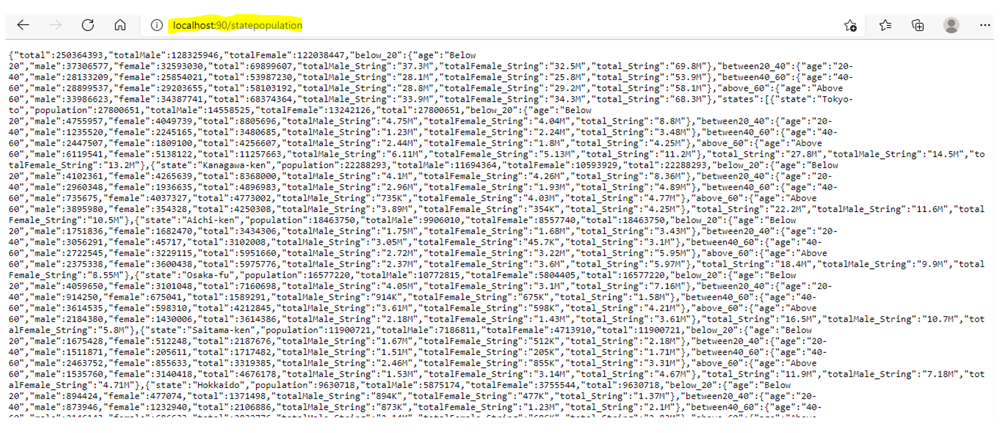 localhost:90/statepopulation
{"total":250364393,"totalMale":128325946,"totalFemale":122038447,"below_20":{"age":"Below
20","male":37306577,"female":32593030,"total":69899607,"totalMale_String":"37.3M","totalFemale_String":"32.5M","total_String":"69.8M"},"between20_40":{"age":"20-
40","male":28133209,"female":25854021,"total":53987230,"totalMale_String":"28.1M","totalFemale_String":"25.8M","total_String":"53.9M"},"between40_60":{"age":"40-
60","male":28899537,"female":29203655,"total":58103192,"totalMale_String":"28.8M","totalFemale_String":"29.2M","total_String":"58.1M"},"above_60":{"age":"Above
60","male":33986623,"female":34387741,"total":68374364,"totalMale_String":"33.9M","totalFemale_String":"34.3M","total_String":"68.3M"},"states":[{"state":"Tokyo-
to","population":27800651,"totalMale":14558525,"totalFemale":13242126,"total":27800651,"below_20":{"age":"Below
20","male":4755957,"female":4049739,"total":8805696,"totalMale_String":"4.75M","totalFemale_String":"4.04M","total_String":"8.8M"},"between20_40":{"age":"20-
40","male":1235520,"female":2245165,"total":3480685,"totalMale_String":"1.23M","totalFemale_String":"2.24M","total_String":"3.48M"},"between40_60":{"age":"40-
60","male":2447507,"female":1809100,"total":4256607,"totalMale_String":"2.44M","totalFemale_String":"1.8M","total_String":"4.25M"},"above_60":{"age":"Above
60","male":6119541,"female":5138122,"total":11257663,"totalMale_String":"6.11M","totalFemale_String":"5.13M","total_String":"11.2M"},"total_String":"27.8M","totalMale_String":"14.5M","to
talFemale_String":"13.2M"},{"state":"Kanagawa-ken","population":22288293,"totalMale":11694364,"totalFemale":10593929,"total":22288293,"below_20":{"age":"Below
20","male":4102361,"female":4265639,"total":8368000,"totalMale_String":"4.1M","totalFemale_String":"4.26M","total_String":"8.36M"},"between20_40":{"age":"20-
40","male":2960348,"female":1936635,"total":4896983,"totalMale_String":"2.96M","totalFemale_String":"1.93M","total_String":"4.89M"},"between40_60":{"age":"40-
60","male":735675,"female":4037327,"total":4773002,"totalMale_String":"735K","totalFemale_String":"4.03M","total_String":"4.77M"},"above_60":{"age":"Above
60","male":3895980,"female":354328,"total":4250308,"totalMale_String":"3.89M","totalFemale_String":"354K","total_String":"4.25M"},"total_String":"22.2M","totalMale_String":"11.6M","total
Female_String":"10.5M"},{"state":"Aichi-ken","population":18463750,"totalMale":9906010,"totalFemale":8557740,"total":18463750,"below_20":{"age":"Below
20","male":1751836,"female":1682470,"total":3434306,"totalMale_String":"1.75M","totalFemale_String":"1.68M","total_String":"3.43M"},"between20_40":{"age":"20-
40","male":3056291,"female":45717,"total":3102008,"totalMale_String":"3.05M","totalFemale_String":"45.7K","total_String":"3.1M"},"between40_60":{"age":"40-
60","male":2722545,"female":3229115,"total":5951660,"totalMale_String":"2.72M","totalFemale_String":"3.22M","total_String":"5.95M"},"above_60":{"age":"Above
60","male":2375338,"female":3600438,"total":5975776,"totalMale_String":"2.37M","totalFemale_String":"3.6M","total_String":"5.97M"},"total_String":"18.4M","totalMale_String":"9.9M","total
Female_String":"8.55M"},{"state":"Osaka-fu","population":16577220,"totalMale":10772815,"totalFemale":5804405,"total":16577220,"below_20":{"age":"Below
20","male":4059650,"female":3101048,"total":7160698,"totalMale_String":"4.05M","totalFemale_String":"3.1M","total_String":"7.16M"},"between20_40":{"age":"20-
40","male":914250,"female":675041,"total":1589291,"totalMale_String":"914K","totalFemale_String":"675K","total_String":"1.58M"},"between40_60":{"age":"40-
60","male":3614535,"female":598310,"total":4212845,"totalMale_String":"3.61M","totalFemale_String":"598K","total_String":"4.21M"},"above_60":{"age":"Above
60","male":2184380,"female":1430006,"total":3614386,"totalMale_String":"2.18M","totalFemale_String":"1.43M","total_String":"3.61M"},"total_String":"16.5M","totalMale_String":"10.7M","tot
alFemale_String":"5.8M"},{"state":"Saitama-ken","population":11900721,"totalMale":7186811,"totalFemale":4713910,"total":11900721,"below_20":{"age":"Below
20","male":1675428,"female":512248,"total":2187676,"totalMale_String":"1.67M","totalFemale_String":"512K","total_String":"2.18M"},"between20_40":{"age":"20-
40","male":1511871,"female":205611,"total":1717482,"totalMale_String":"1.51M","totalFemale_String":"205K","total_String":"1.71M"},"between40_60":{"age":"40-
60","male":2463752,"female":855633,"total":3319385,"totalMale_String":"2.46M","totalFemale_String":"855K","total_String":"3.31M"},"above_60":{"age":"Above
60","male":1535760,"female":3140418,"total":4676178,"totalMale_String":"1.53M","totalFemale_String":"3.14M","total_String":"4.67M"},"total_String":"11.9M","totalMale_String":"7.18M","tot
alFemale_String":"4.71M"},{"state":"Hokkaido","population":9630718,"totalMale":5875174,"totalFemale":3755544,"total":9630718,"below_20":{"age":"Below
20","male":894424,"female":477074,"total":1371498,"totalMale_String":"894K","totalFemale_String":"477K","total_String":"1.37M"},"between20_40":{"age":"20-
40","male":873946,"female":1232940,"total":2106886,"totalMale_String":"873K","totalFemale_String":"1.23M","total_String":"2.1M"},"between40_60":{"age":"40-